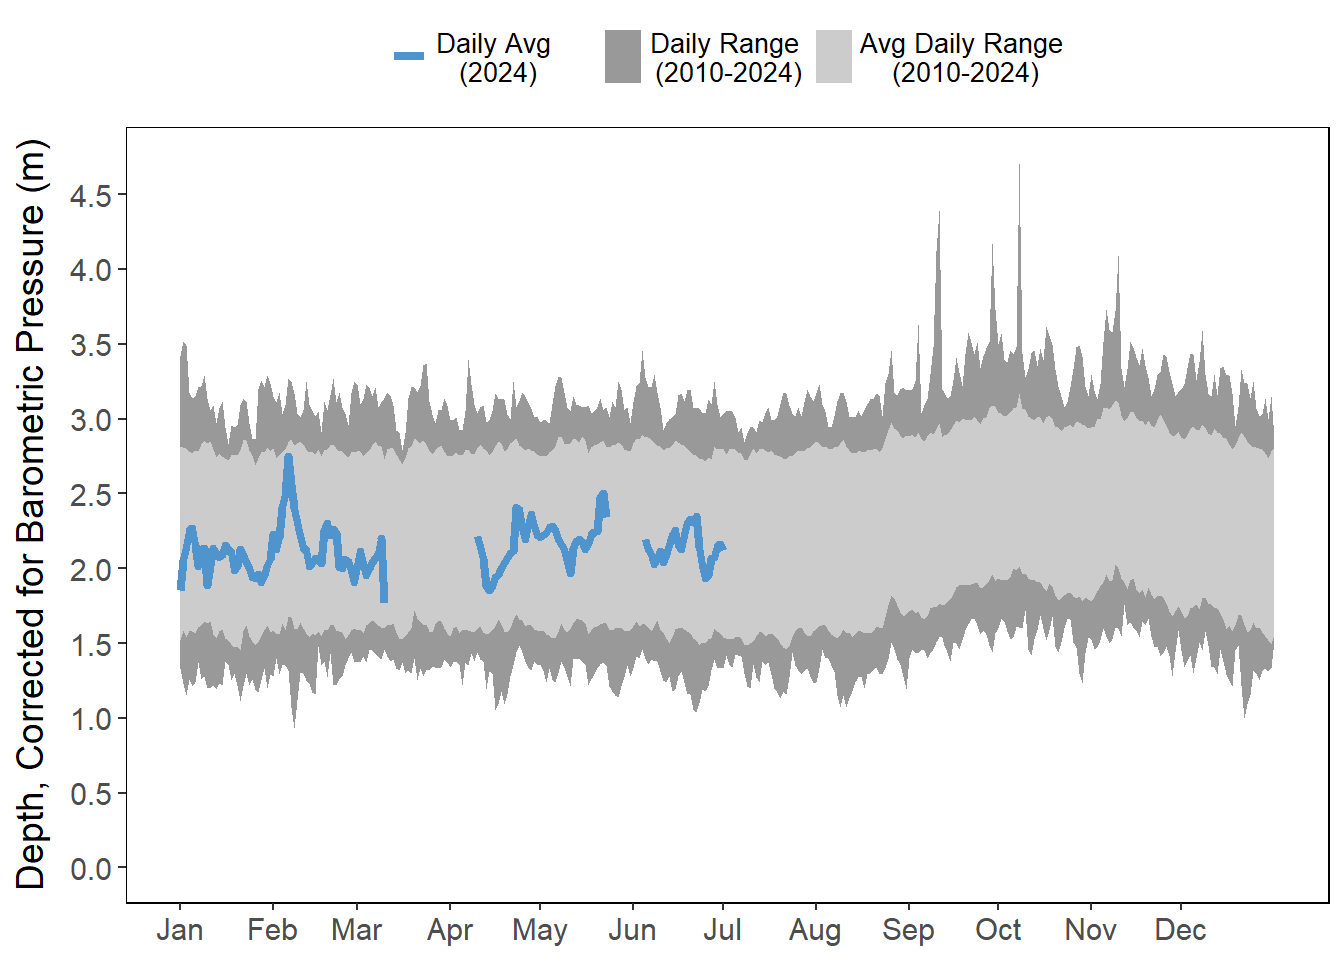 Daily Avg
(2024)
Daily Range
(2010-2024)
Avg Daily Range
(2010-2024)
Depth, Corrected for Barometric Pressure (m)
4.5
4.0
3.5
3.0
2.5
2.0
1.5
1.0
0.5
0.0
Jan Feb Mar Apr May Jun Jul Aug Sep Oct Nov Dec